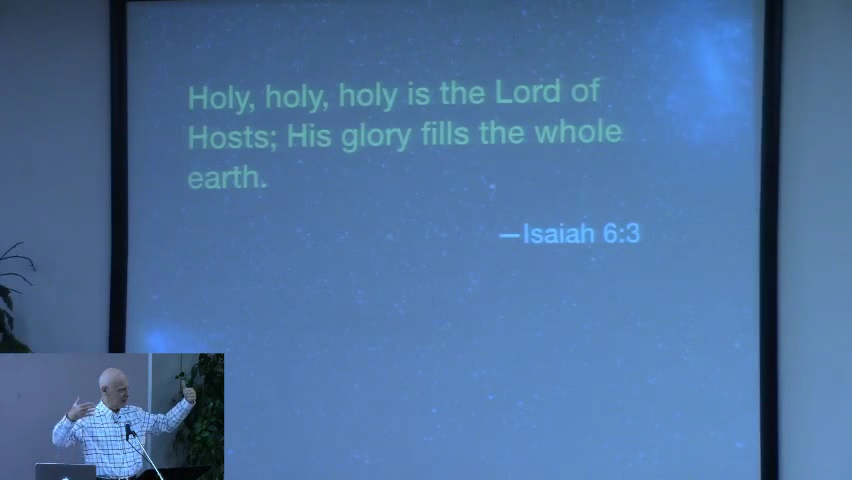 Holy, holy, holy is the Lord of
Hosts; His glory fills the whole
earth.
—Isaiah 6:3